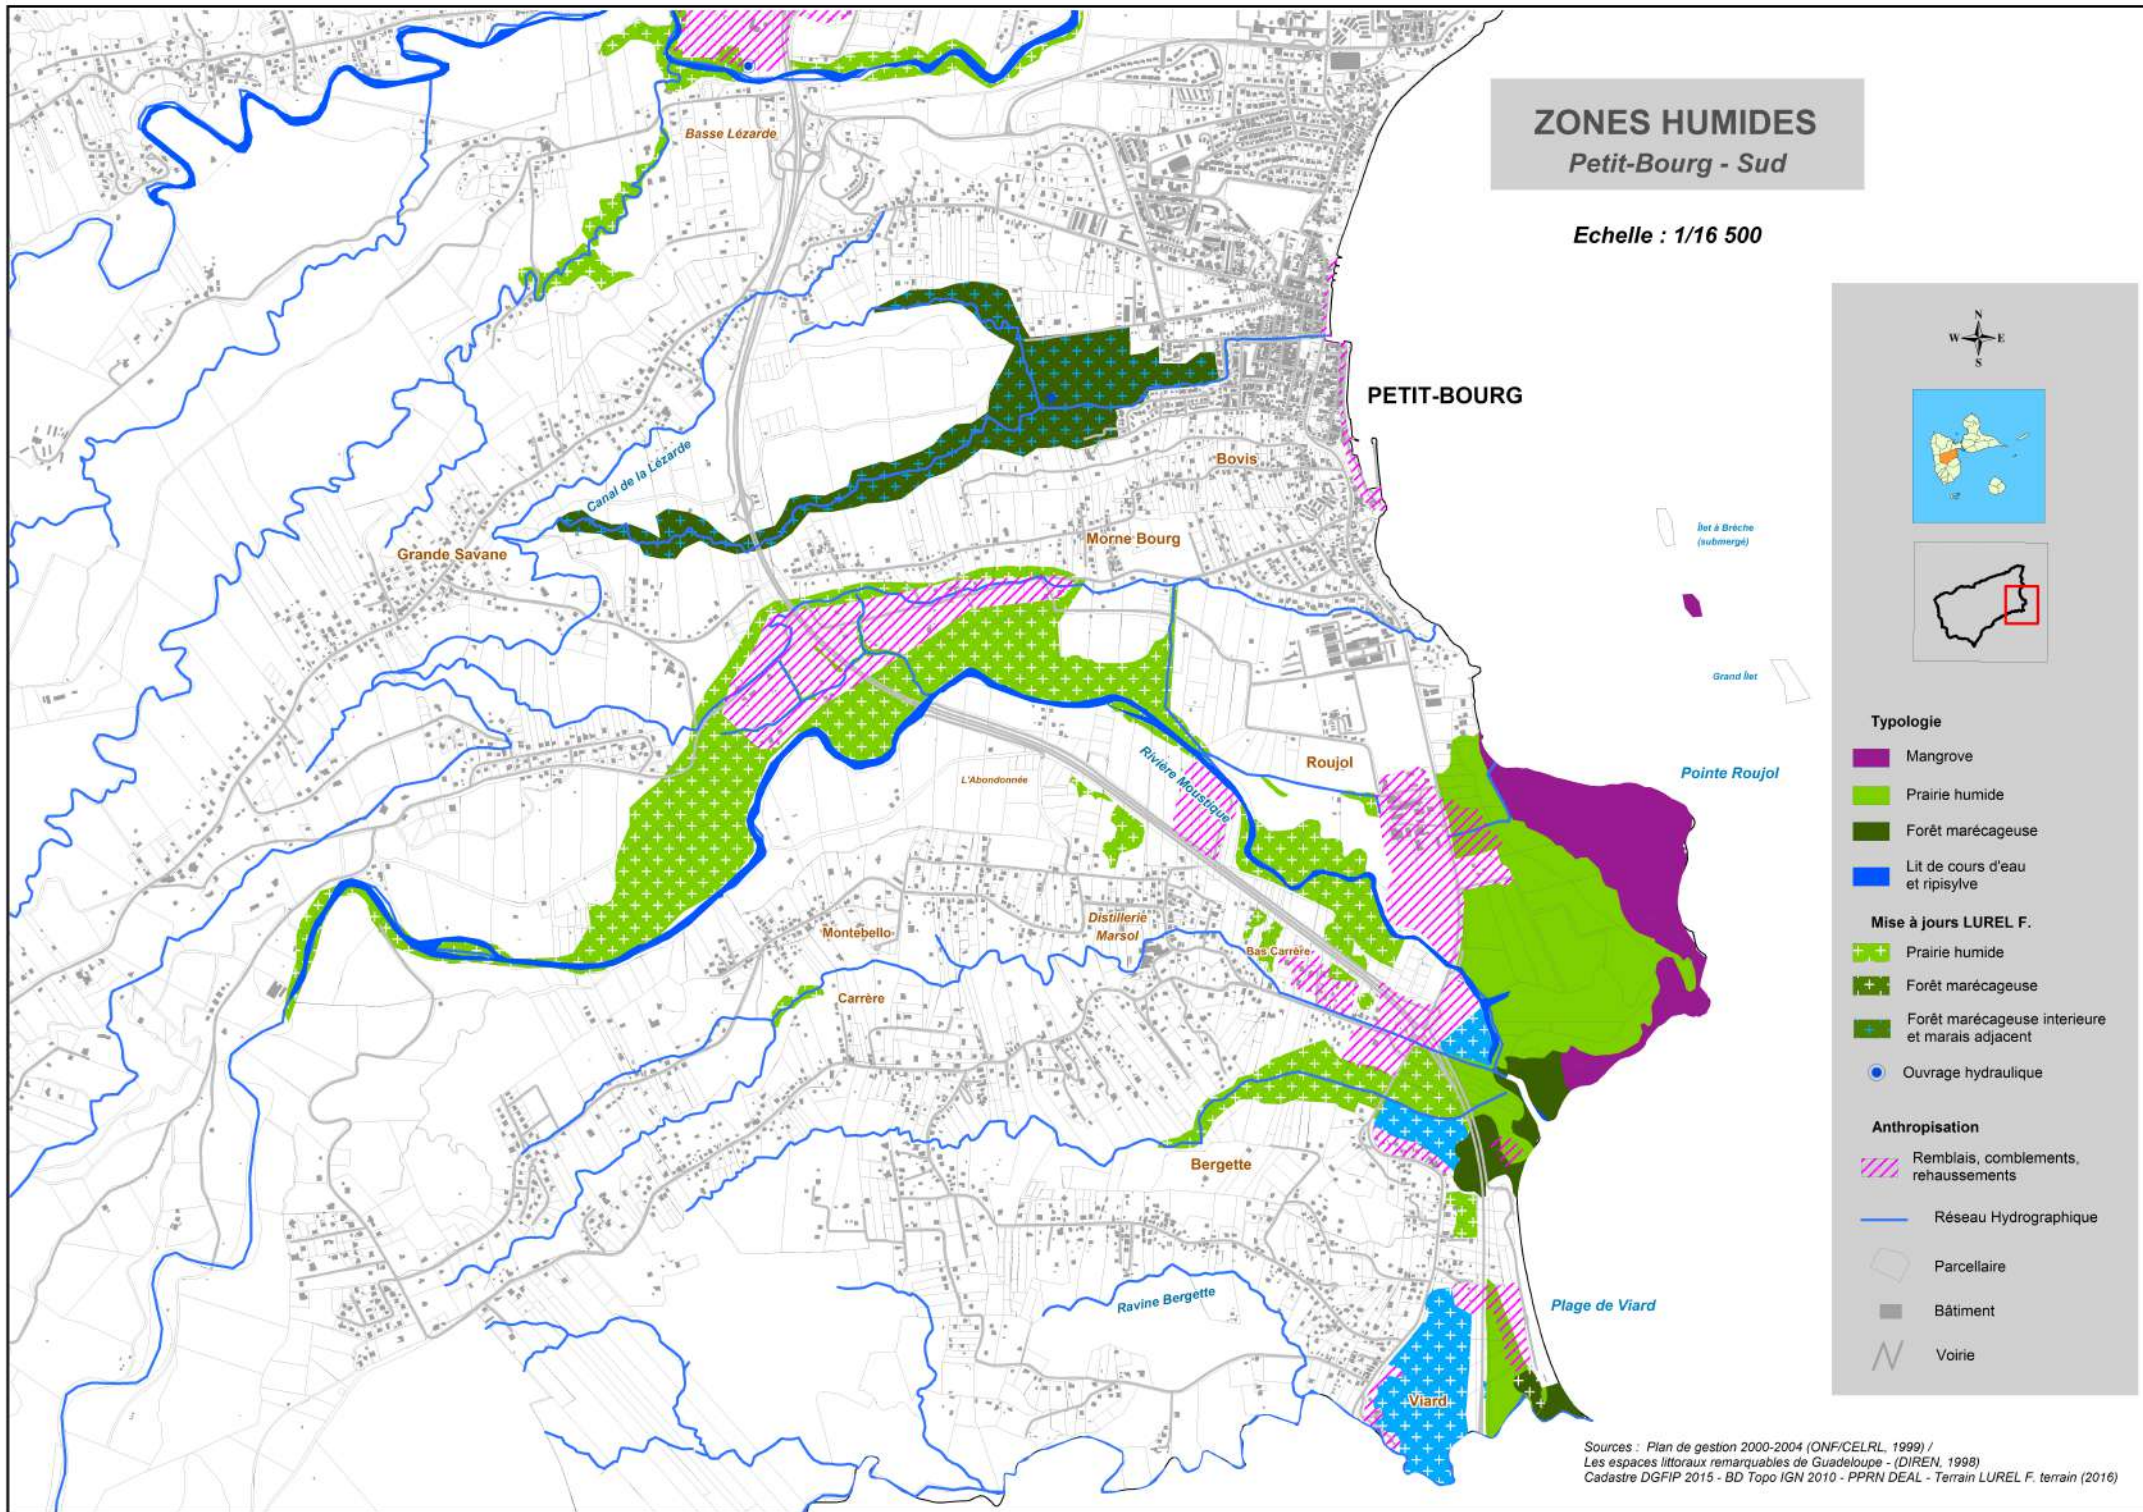 ZONES HUMIDES
Petit-Bourg - Sud
Echelle : 1/16 500
Basse Lézarde
PETIT-BOURG
Canal de la Lézarde
Bovis
Grande Savane
Morne Bourg
Îlet à Brèche
(submergé)
Grand Îlet
Rivière Moustique
Roujol
L'Abondonnée
Pointe Roujol
Distillerie
Marsol
Montebello
Bas Carrère
Carrère
Bergette
Ravine Bergette
Plage de Viard
Viard
N
W
E
S
Typologie
Mangrove
Prairie humide
Forêt marécageuse
Lit de cours d'eau
et ripisylve
Mise à jours LUREL F.
Prairie humide
Forêt marécageuse
Forêt marécageuse interieure
et marais adjacent
Ouvrage hydraulique
Anthropisation
Remblais, comblements,
rehaussements
Réseau Hydrographique
Parcellaire
Bâtiment
Voirie
Sources : Plan de gestion 2000-2004 (ONF/CELRL, 1999) /
Les espaces littoraux remarquables de Guadeloupe - (DIREN, 1998)
Cadastre DGFIP 2015 - BD Topo IGN 2010 - PPRN DEAL - Terrain LUREL F. terrain (2016)